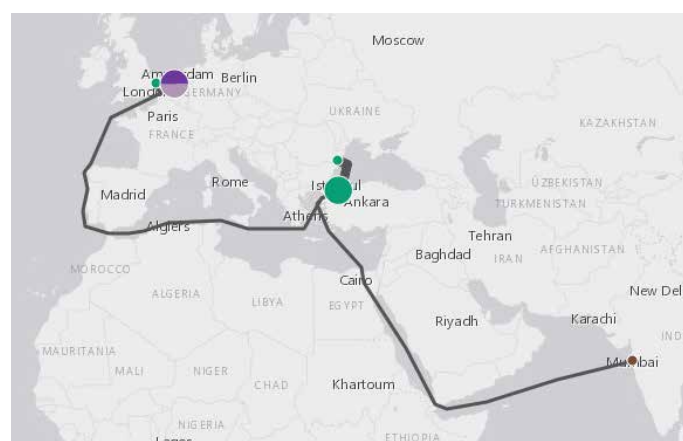 Moscow
Amsterdam
Berlin
London
GERMANY
Paris
UKRAINE
KAZAKHSTAN
FRANCE
Istanbul
Rome
Madrid
Ankara
UZBEKISTAN
TURKMENISTAN
Athens
Algiers
Tehran
Baghdad
IRAN
AFGHANISTAN
MOROCCO
Cairo
New Del
ALGERIA
LIBYA
EGYPT
Riyadh
Karachi
IND
MAURITANIA
Mumbai
MALI
NIGER
CHAD
Khartoum
NIGERIA
ETHIOPIA
Lagos